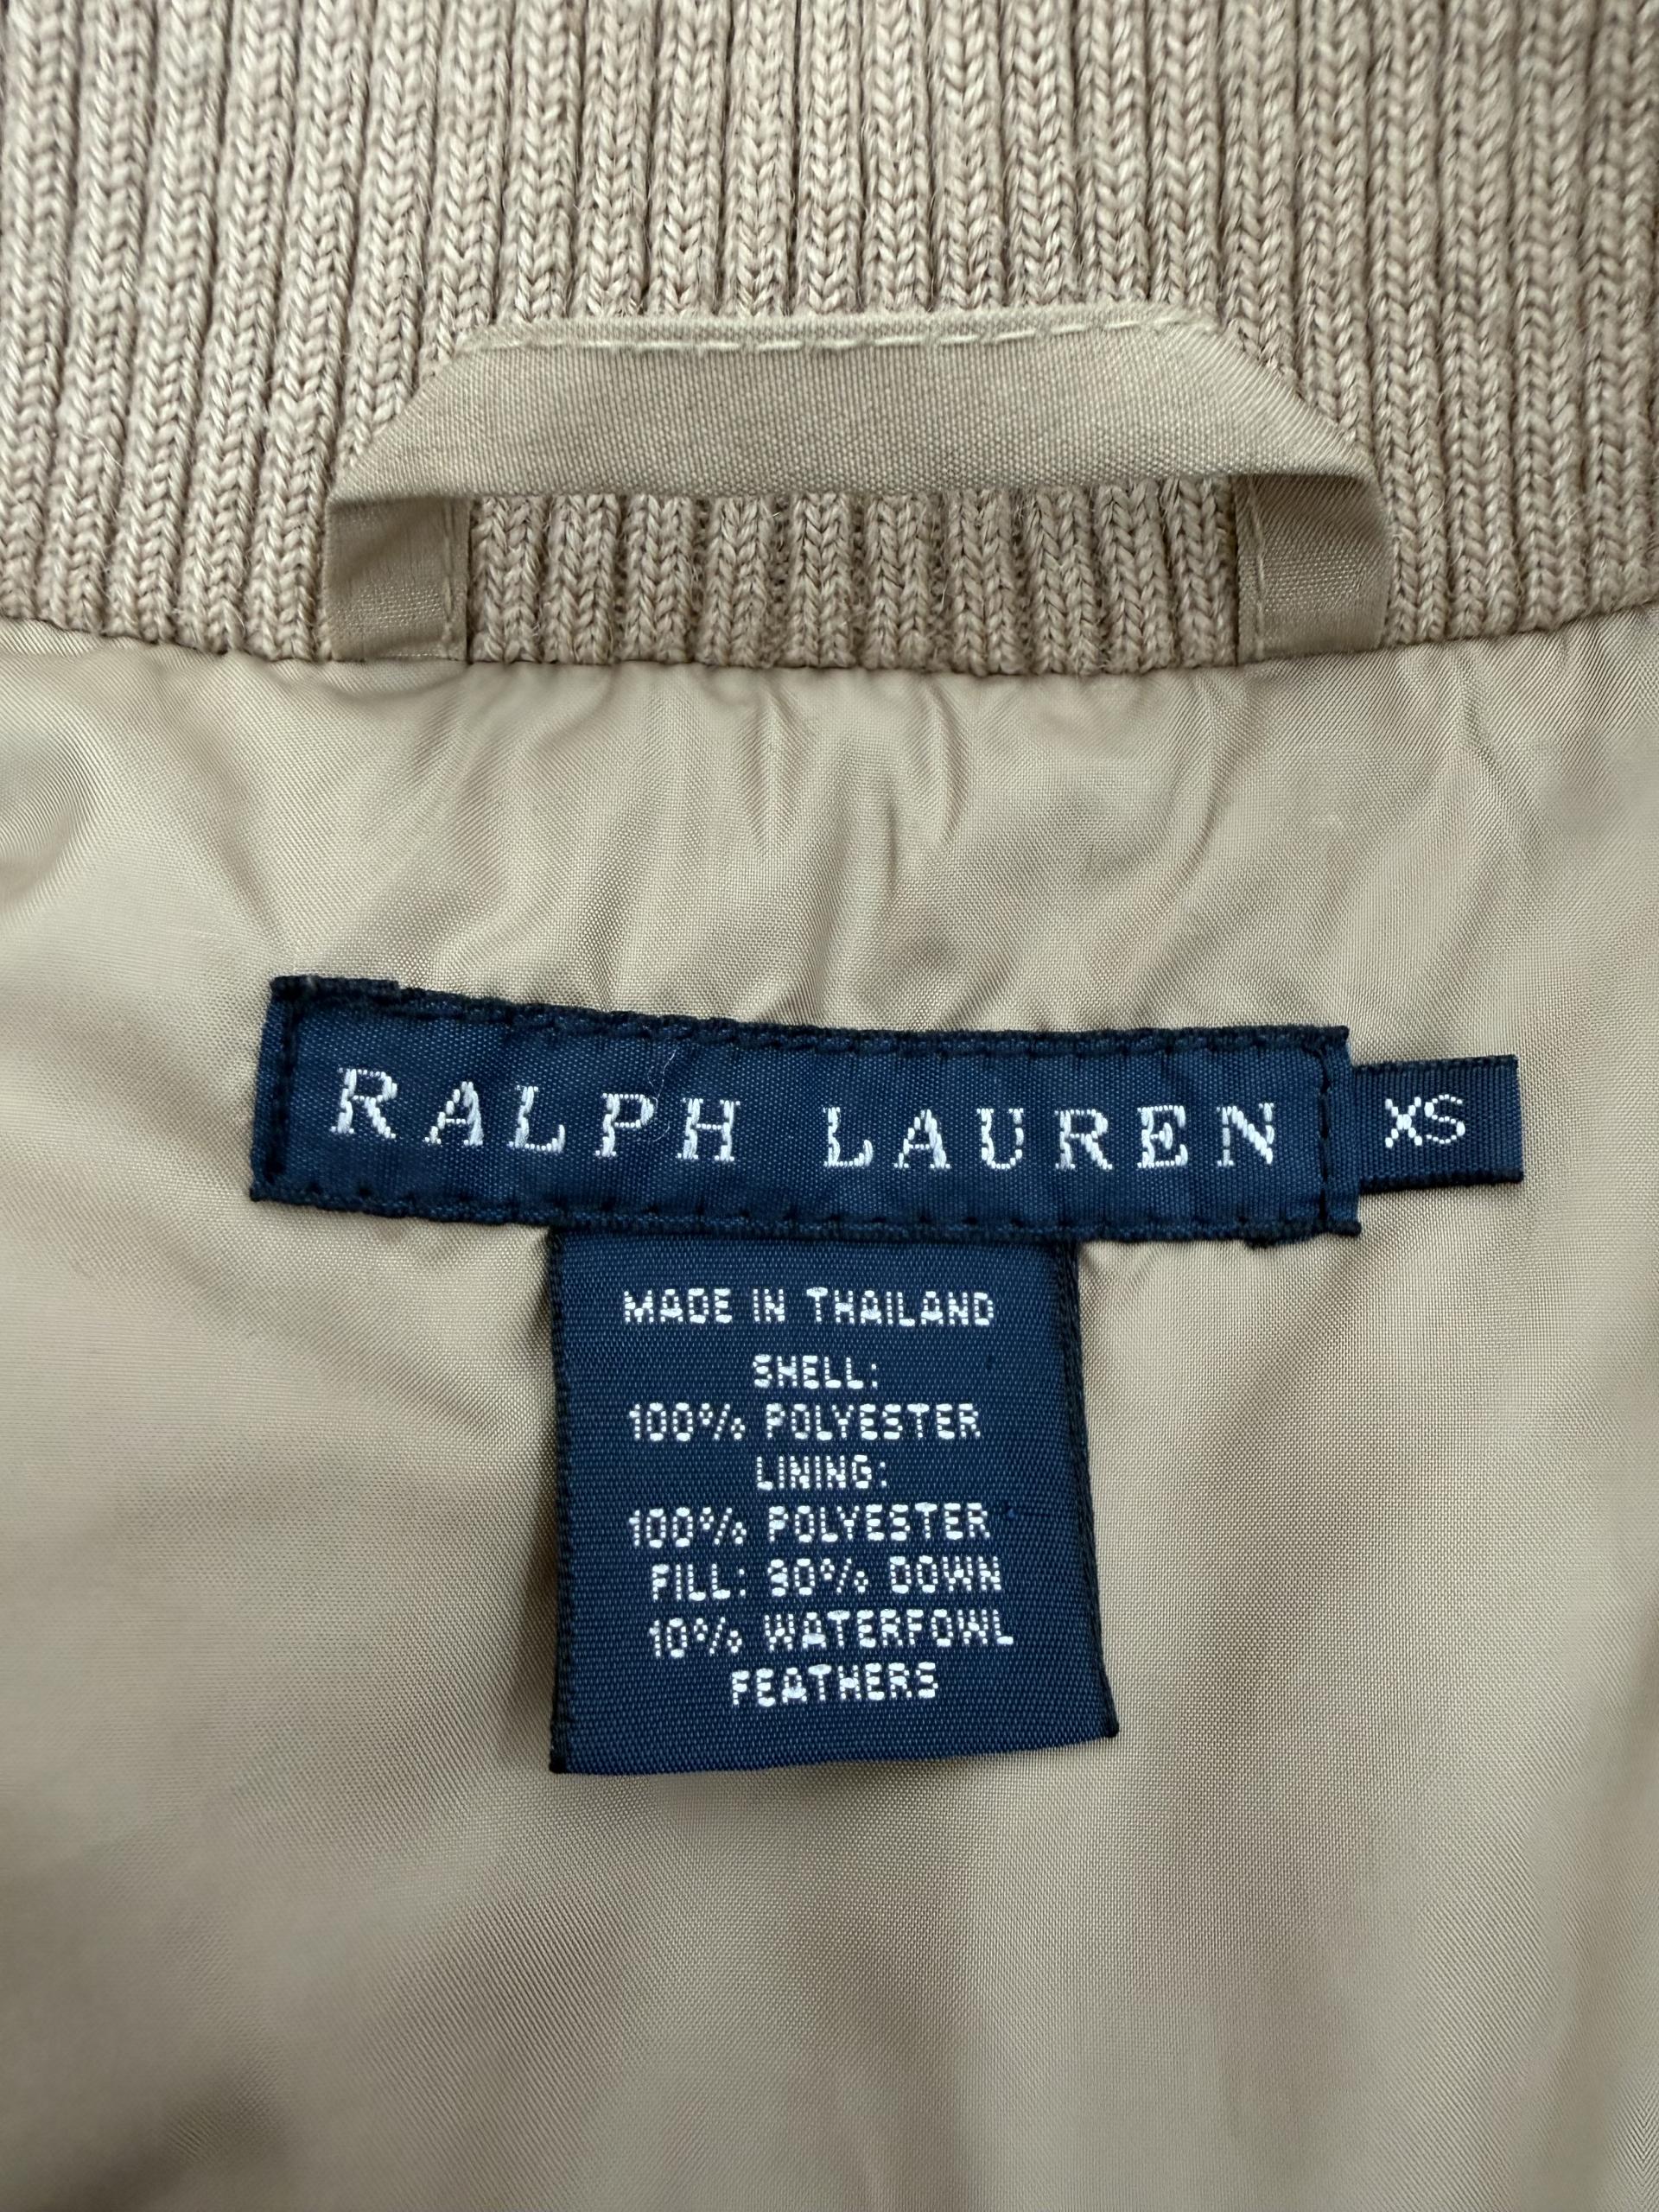 RALPH LAUREN XS
MADE IN THAILAND
SHELL:
100% POLYESTER
LINING:
100% POLYESTER
FILL: 90% DOWN
10% WATERFOWL
FEATHERS